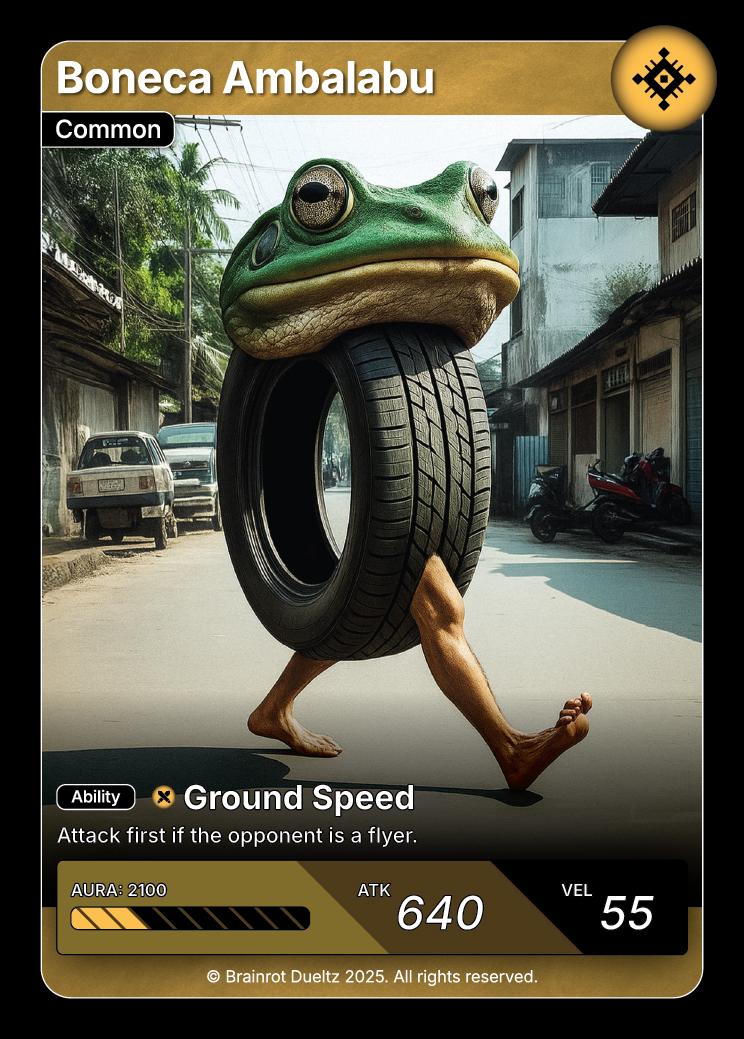 Boneca Ambalabu
Common
Ability
Ground Speed
Attack first if the opponent is a flyer.
AURA: 2100
ATK
640
VEL
55
© Brainrot Dueltz 2025. All rights reserved.